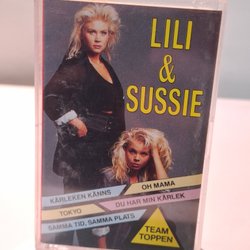 LILI
&
SUSSIE
KÄRLEKEN KÄNNS
OH MAMA
TOKYO
DU HAR MIN KÄRLEK
SAMMA TID, SAMMA PLATS
TEAM
TOPPEN